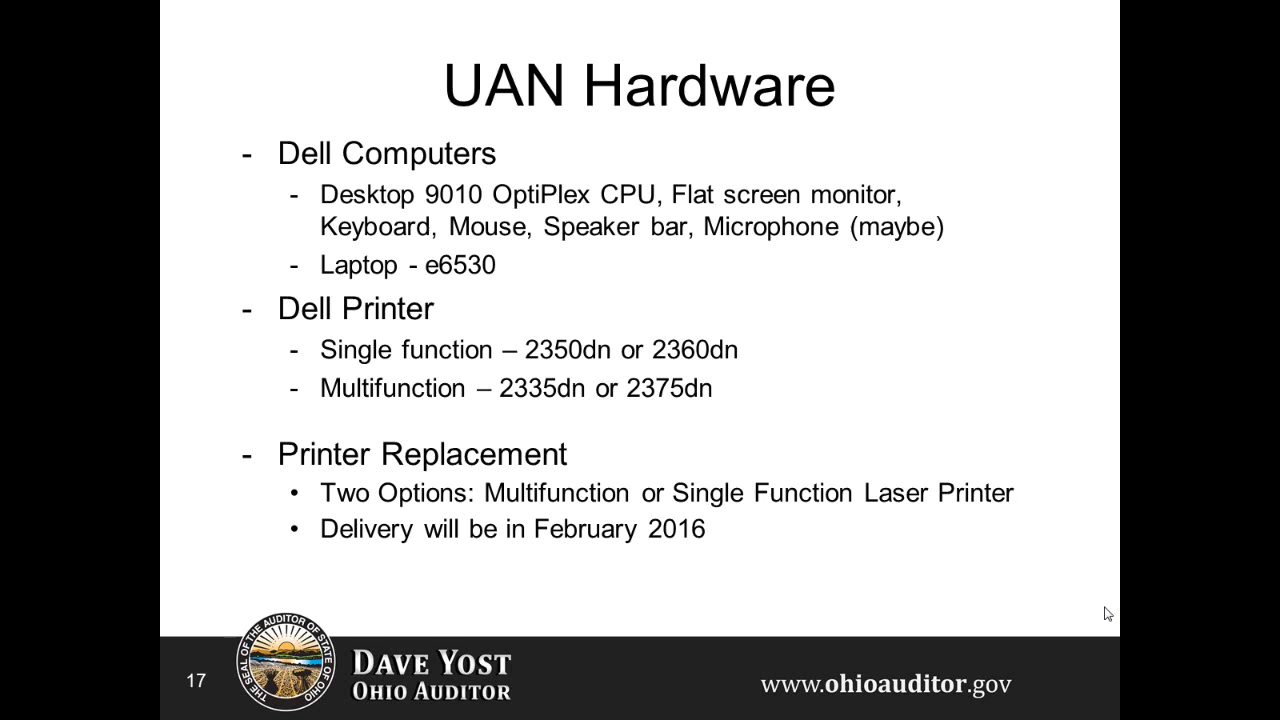 UAN Hardware
- Dell Computers
- Desktop 9010 OptiPlex CPU, Flat screen monitor,
Keyboard, Mouse, Speaker bar, Microphone (maybe)
- Laptop - e6530
- Dell Printer
- Single function – 2350dn or 2360dn
- Multifunction – 2335dn or 2375dn
- Printer Replacement
• Two Options: Multifunction or Single Function Laser Printer
• Delivery will be in February 2016
17
THE SEAL OF THE AUDITOR OF STATE OF OHIO
DAVE YOST
OHIO AUDITOR
www.ohioauditor.gov